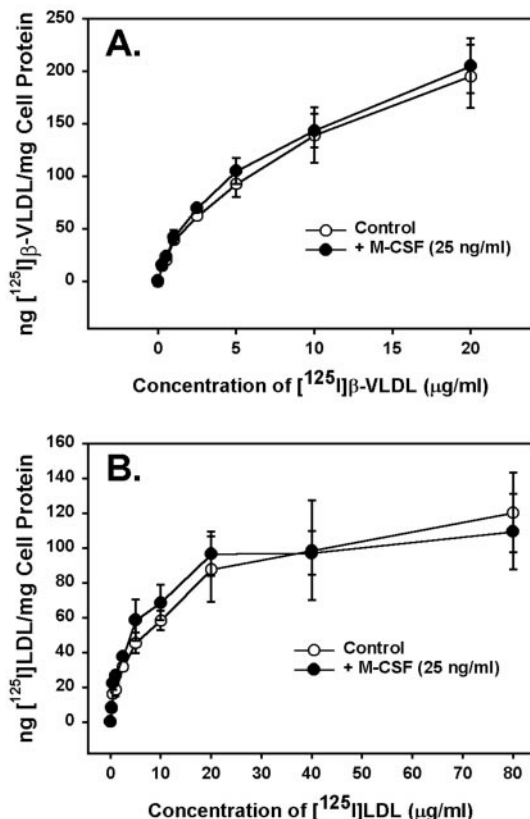 A.
250
200
150
100
50
0
ng [125I]β-VLDL/mg Cell Protein
Control
+ M-CSF (25 ng/ml)
0 5 10 15 20
Concentration of [125I]β-VLDL (μg/ml)
B.
160
140
120
100
80
60
40
20
0
ng [125I]LDL/mg Cell Protein
Control
+ M-CSF (25 ng/ml)
0 10 20 30 40 50 60 70 80
Concentration of [125I]LDL (μg/ml)